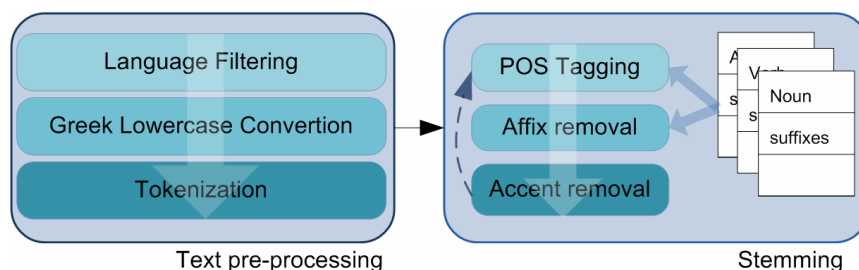 Language Filtering
Greek Lowercase Convertion
Tokenization
Text pre-processing
POS Tagging
Affix removal
Accent removal
Noun
suffixes
Stemming